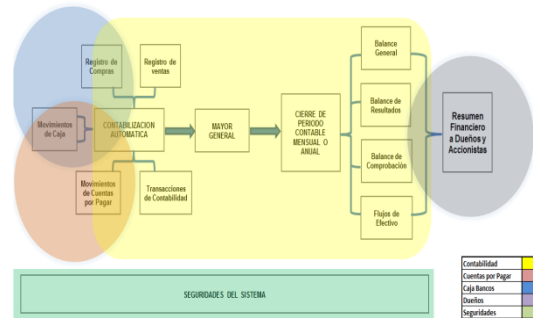 Registro de
Compras
Registro de
ventas
Movimientos
de Caja
CONTABILIZACION
AUTOMATICA
Movimientos
de Cuentas
por Pagar
Transacciones
de Contabilidad
MAYOR
GENERAL
CIERRE DE
PERIODO
CONTABLE
MENSUAL O
ANUAL
Balance
General
Balance de
Resultados
Balance de
Comprobación
Flujos de
Efectivo
Resumen
Financiero
a Dueños y
Accionistas
SEGURIDADES DEL SISTEMA
Contabilidad
Cuentas por Pagar
Caja Bancos
Dueños
Seguridades